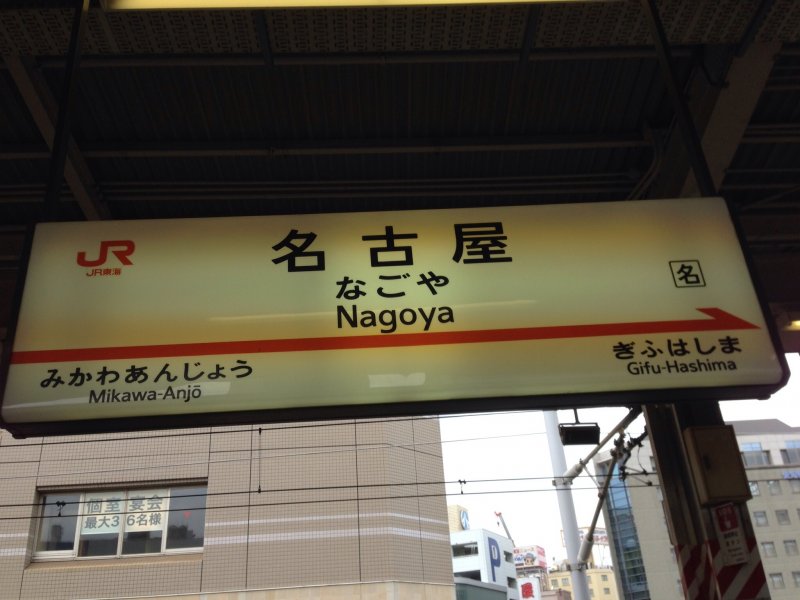 JR
JR東海
名古屋
なごや
Nagoya
名
みかわあんじょう
Mikawa-Anjō
ぎふはしま
Gifu-Hashima
個室 宴会
最大36名様
P